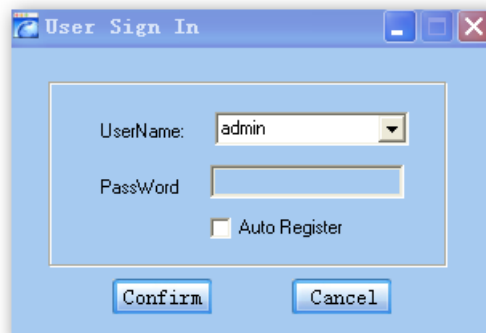 User Sign In
UserName: admin
PassWord
Auto Register
Confirm Cancel